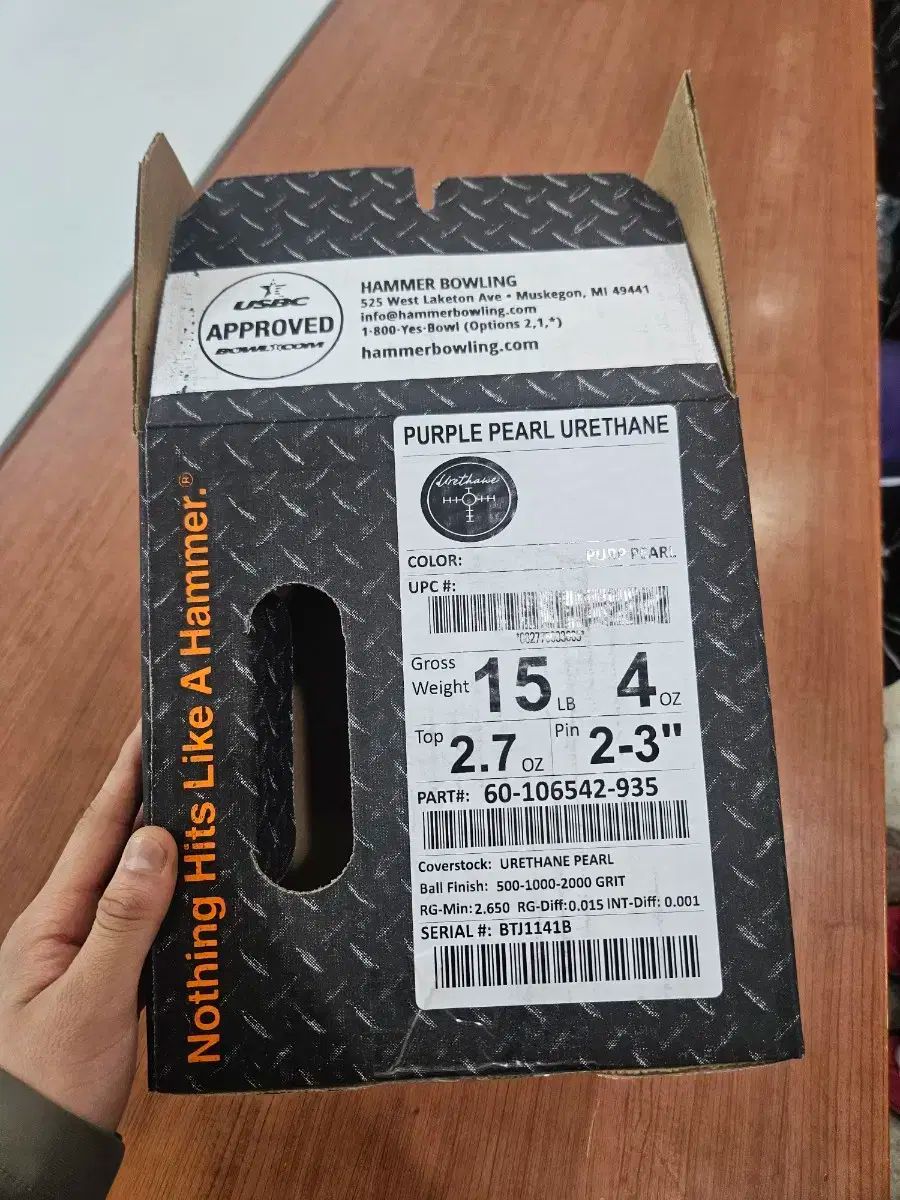 USBC
APPROVED
BOWL.COM
HAMMER BOWLING
525 West Laketon Ave • Muskegon, MI 49441
info@hammerbowling.com
1-800-Yes-Bowl (Options 2,1,*)
hammerbowling.com
Nothing Hits Like A Hammer.®
PURPLE PEARL URETHANE
Urethane
COLOR: PURP PEARL
UPC #:
Gross Weight 15 LB 4 OZ
Top 2.7 OZ Pin 2-3"
PART#: 60-106542-935
Coverstock: URETHANE PEARL
Ball Finish: 500-1000-2000 GRIT
RG-Min: 2.650 RG-Diff: 0.015 INT-Diff: 0.001
SERIAL #: BTJ1141B